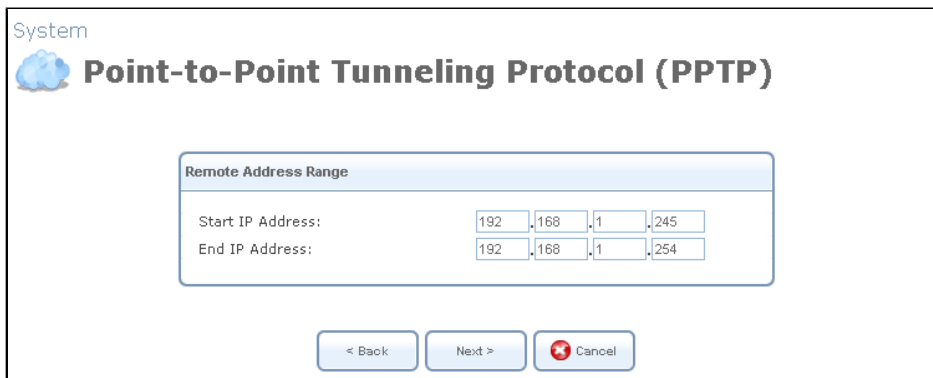 System
Point-to-Point Tunneling Protocol (PPTP)
Remote Address Range
Start IP Address: 192 .168 .1 .245
End IP Address: 192 .168 .1 .254
< Back Next > Cancel